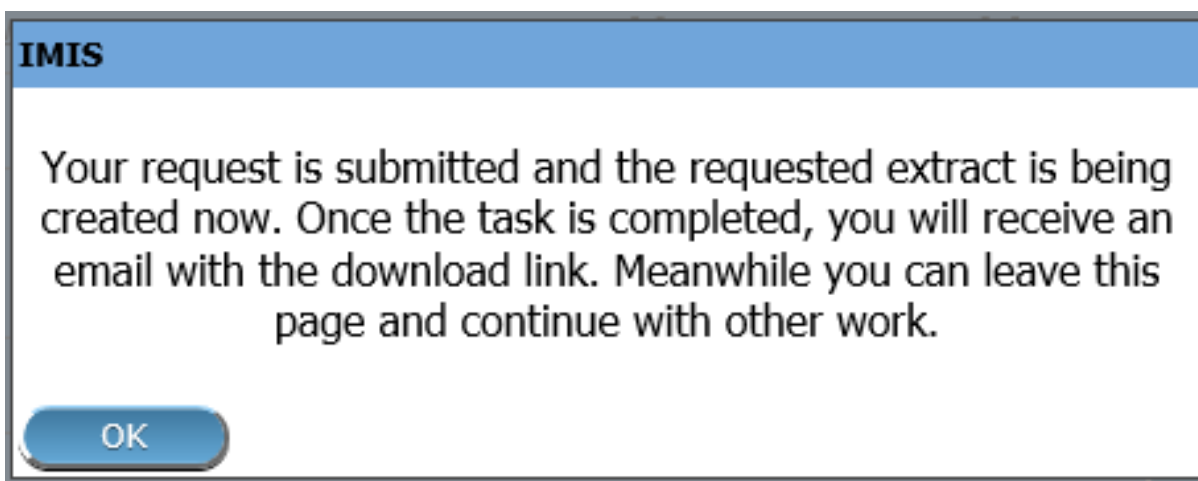 IMIS
Your request is submitted and the requested extract is being
created now. Once the task is completed, you will receive an
email with the download link. Meanwhile you can leave this
page and continue with other work.
OK